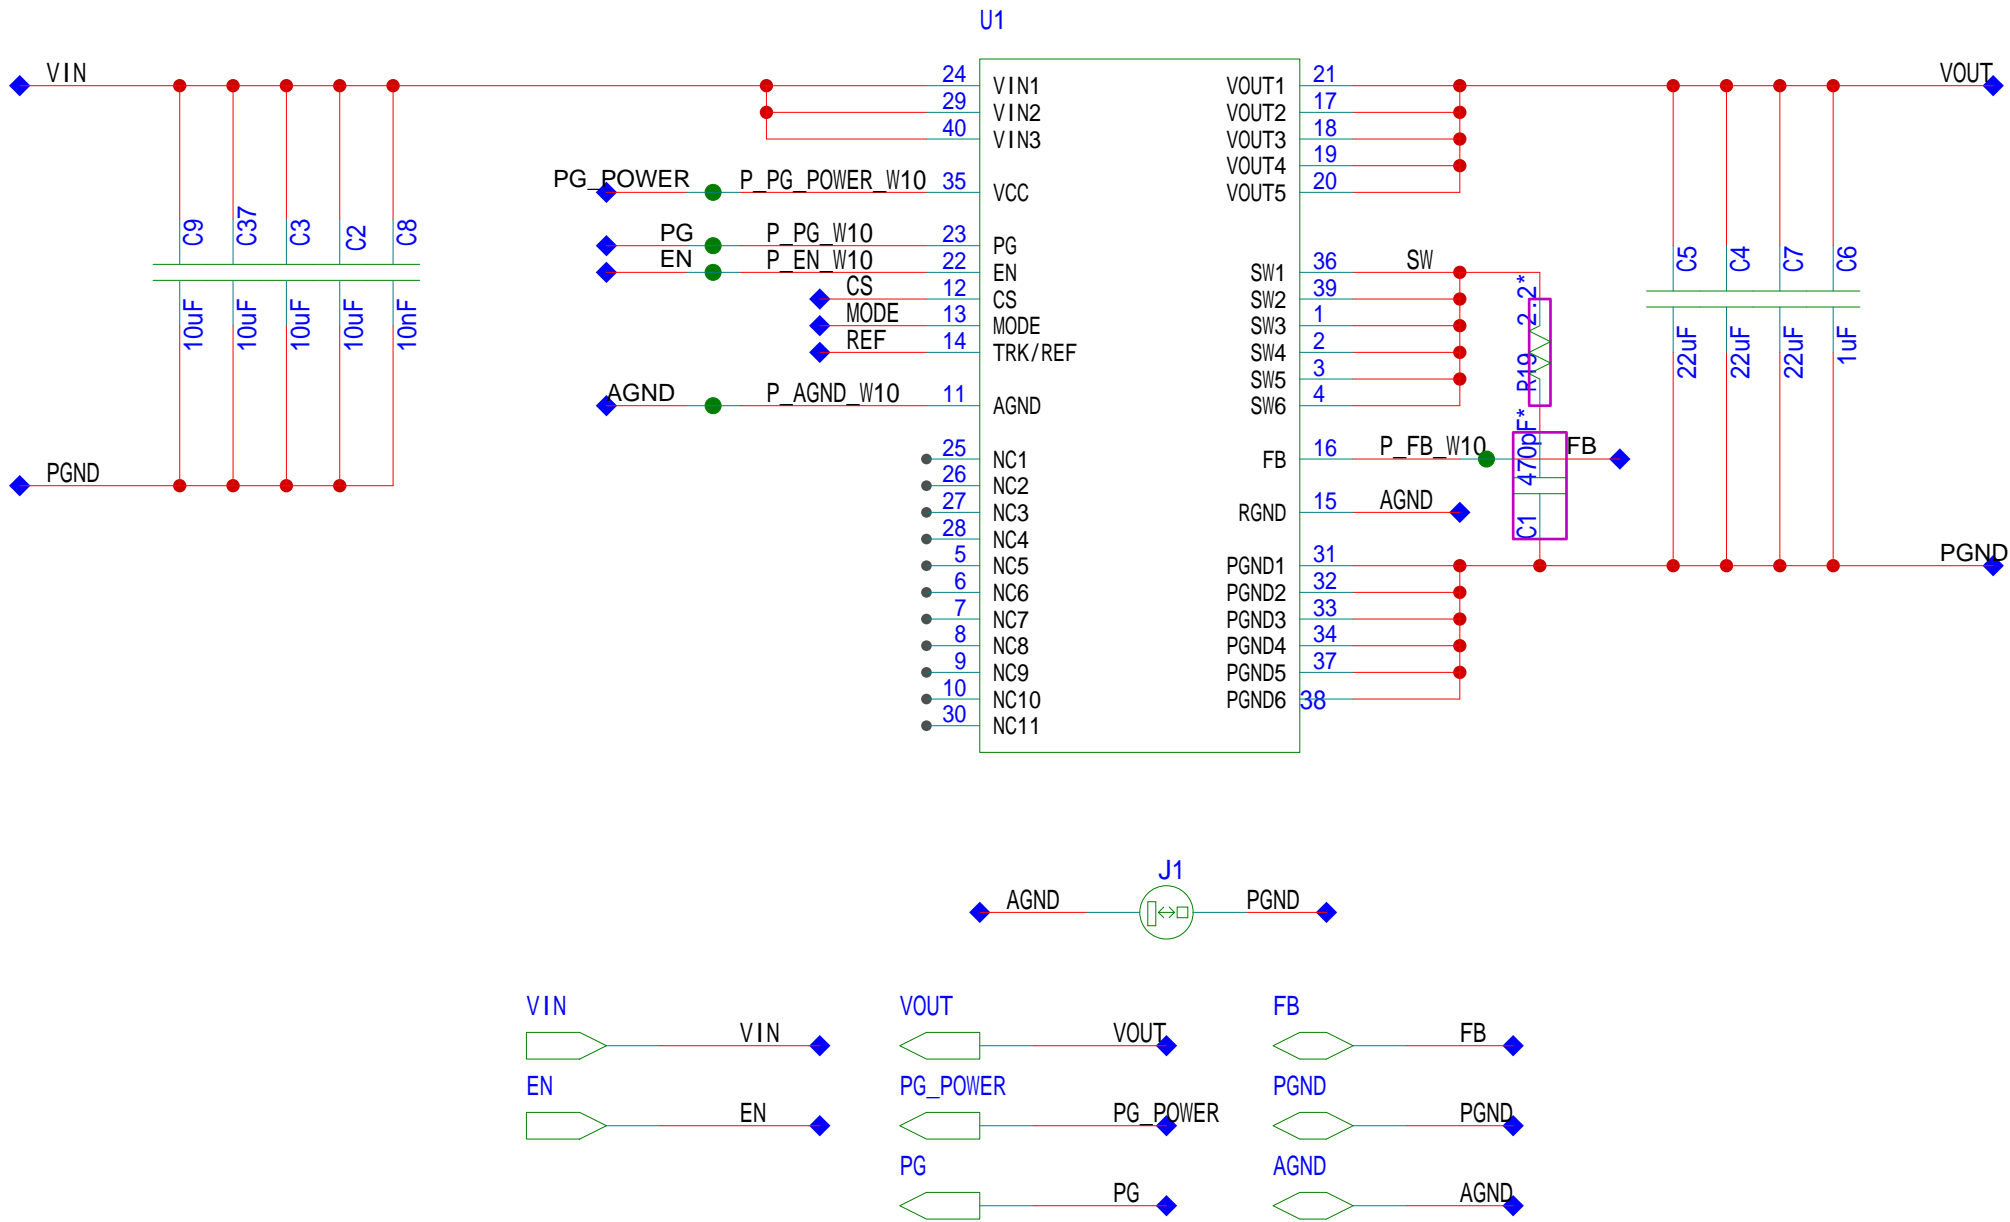 U1
VIN
24 VIN1
29 VIN2
40 VIN3
PG_POWER P_PG_POWER_W10 35 VCC
PG P_PG_W10 23 PG
EN P_EN_W10 22 EN
CS 12 CS
MODE 13 MODE
REF 14 TRK/REF
AGND P_AGND_W10 11 AGND
25 NC1
26 NC2
27 NC3
28 NC4
5 NC5
6 NC6
7 NC7
8 NC8
9 NC9
10 NC10
30 NC11
C9 C37 C3 C2 C8
10uF 10uF 10uF 10uF 10nF
PGND
VOUT1 21
VOUT2 17
VOUT3 18
VOUT4 19
VOUT5 20
VOUT
SW1 36 SW
SW2 39
SW3 1
SW4 2
SW5 3
SW6 4
R19 2.2*
FB 16 P_FB_W10 FB
C1 470pF*
RGND 15 AGND
PGND1 31
PGND2 32
PGND3 33
PGND4 34
PGND5 37
PGND6 38
C5 C4 C7 C6
22uF 22uF 22uF 1uF
PGND
J1
AGND PGND
VIN VOUT FB
VIN VOUT FB
EN PG_POWER PGND
EN PG_POWER PGND
PG AGND
PG AGND